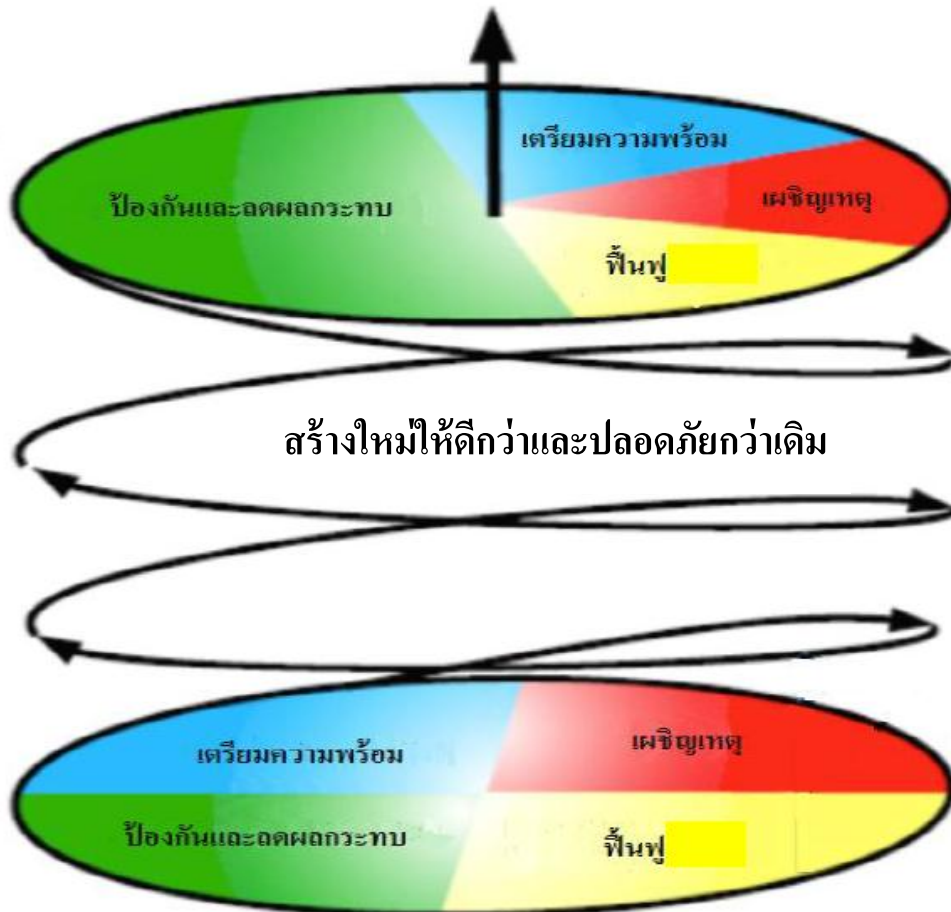 เตรียมความพร้อม
ป้องกันและลดผลกระทบ
เผชิญเหตุ
ฟื้นฟู
สร้างใหม่ให้ดีกว่าและปลอดภัยกว่าเดิม
เตรียมความพร้อม
เผชิญเหตุ
ป้องกันและลดผลกระทบ
ฟื้นฟู